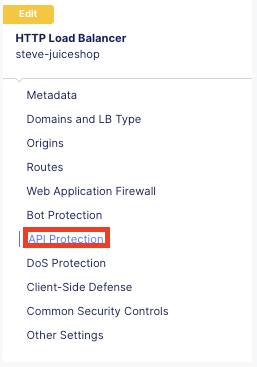 Edit
HTTP Load Balancer
steve-juiceshop
Metadata
Domains and LB Type
Origins
Routes
Web Application Firewall
Bot Protection
API Protection
DoS Protection
Client-Side Defense
Common Security Controls
Other Settings